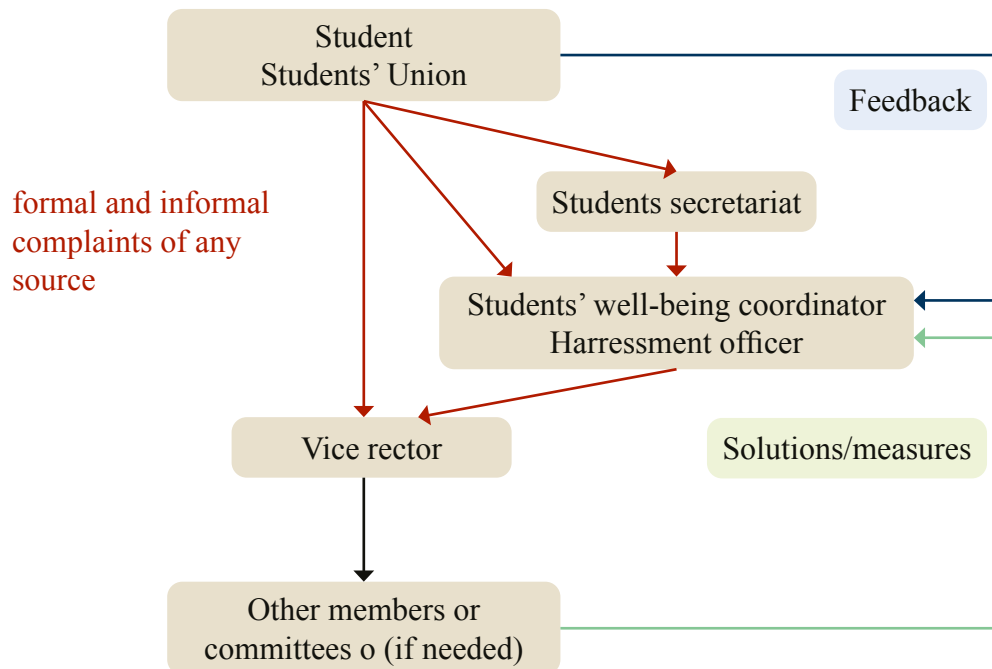 Student
Students’ Union
Feedback
formal and informal
complaints of any
source
Students secretariat
Students’ well-being coordinator
Harressment officer
Vice rector
Solutions/measures
Other members or
committees o (if needed)